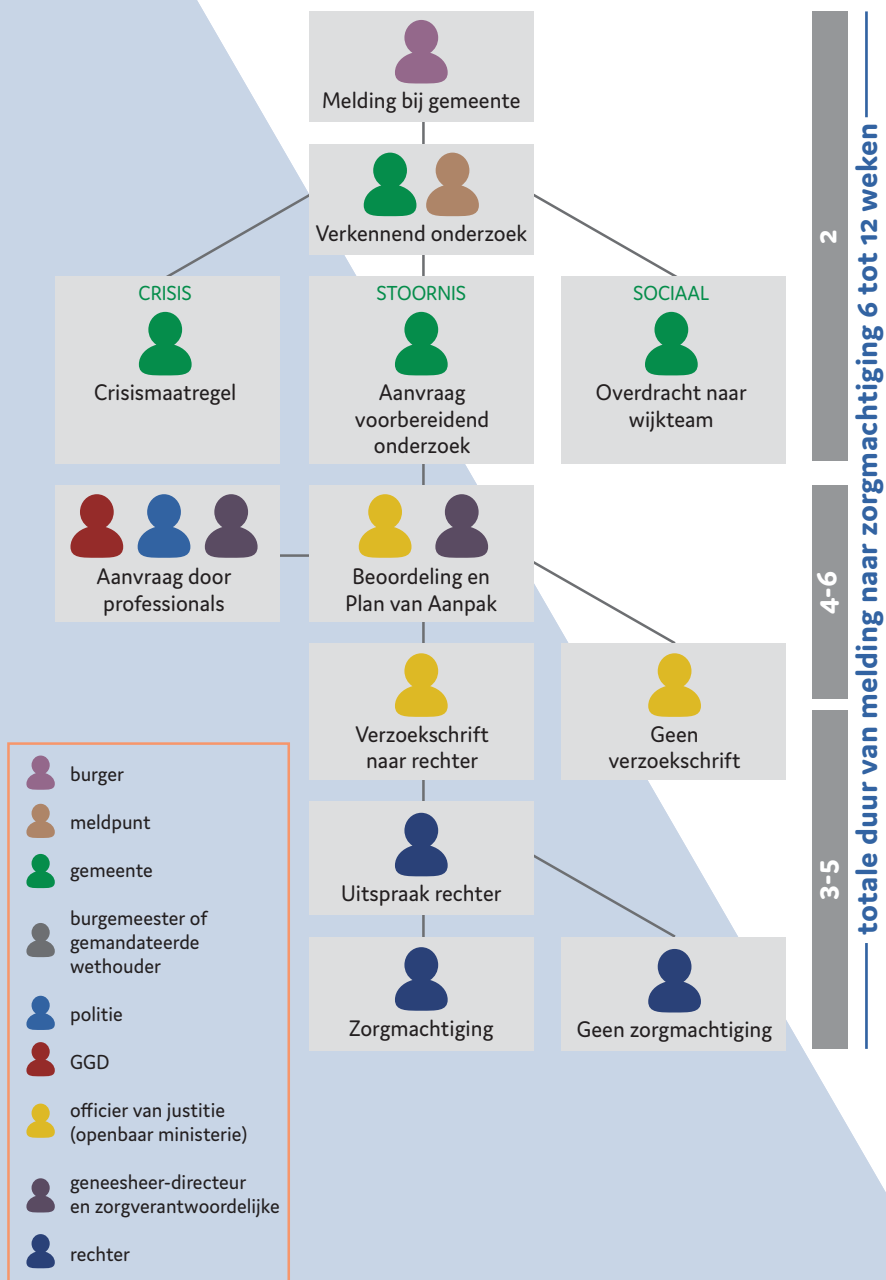 Melding bij gemeente
Verkennend onderzoek
CRISIS
Crisismaatregel
STOORNIS
Aanvraag
voorbereidend
onderzoek
SOCIAAL
Overdracht naar
wijkteam
Aanvraag door
professionals
Beoordeling en
Plan van Aanpak
Verzoekschrift
naar rechter
Geen
verzoekschrift
Uitspraak rechter
Zorgmachtiging
Geen zorgmachtiging
2
4-6
3-5
totale duur van melding naar zorgmachtiging 6 tot 12 weken
burger
meldpunt
gemeente
burgemeester of
gemandateerde
wethouder
politie
GGD
officier van justitie
(openbaar ministerie)
geneesheer-directeur
en zorgverantwoordelijke
rechter